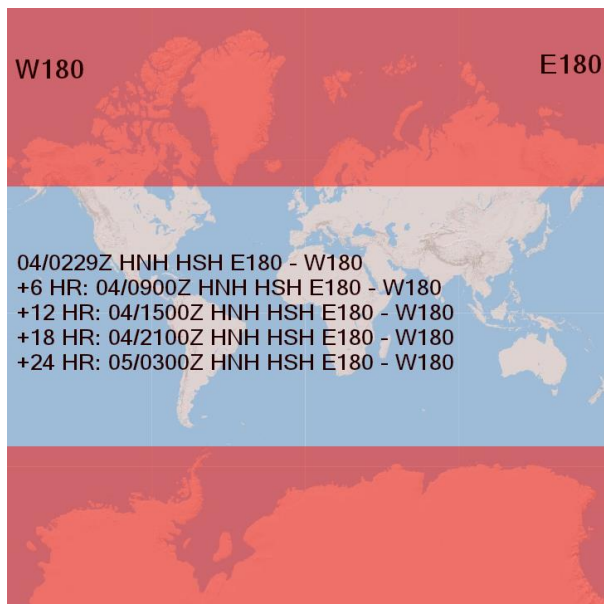 W180
E180
04/0229Z HNH HSH E180 - W180
+6 HR: 04/0900Z HNH HSH E180 - W180
+12 HR: 04/1500Z HNH HSH E180 - W180
+18 HR: 04/2100Z HNH HSH E180 - W180
+24 HR: 05/0300Z HNH HSH E180 - W180